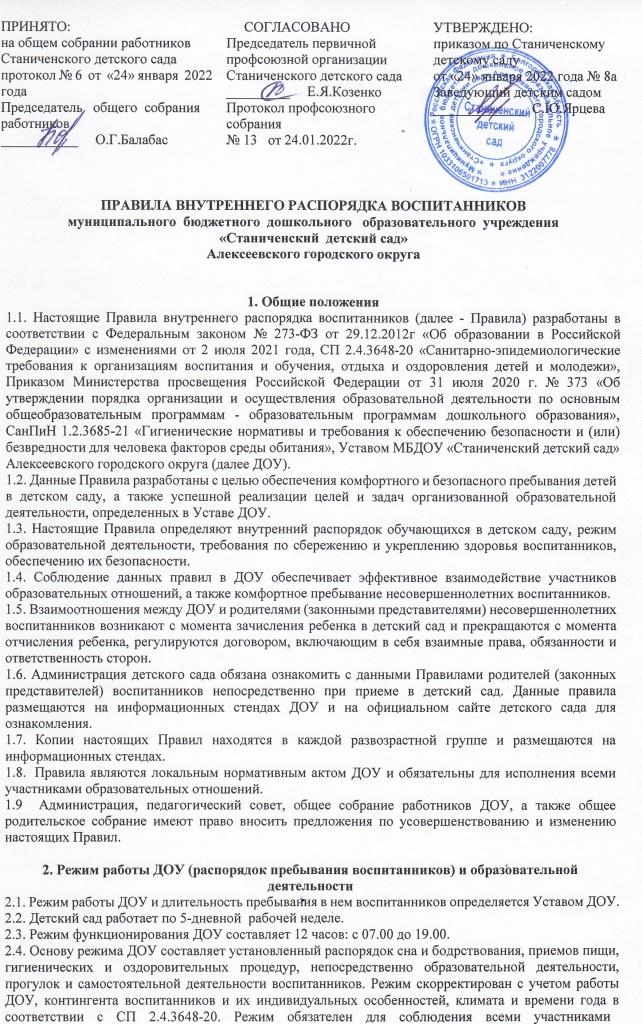 ПРИНЯТО:
на общем собрании работников
Станиченского детского сада
протокол № 6 от «24» января 2022
года
Председатель общего собрания
работников
О.Г.Балабас
СОГЛАСОВАНО
Председатель первичной
профсоюзной организации
Станиченского детского сада
Е.Я.Козенко
Протокол профсоюзного
собрания
№ 13 от 24.01.2022г.
УТВЕРЖДЕНО:
приказом по Станиченскому
детскому саду
от «24» января 2022 года № 8а
Заведующий детским садом
С.Ю.Ярцева
Станиченский
детский
сад
ИНН 3122007778
ПРАВИЛА ВНУТРЕННЕГО РАСПОРЯДКА ВОСПИТАННИКОВ
муниципального бюджетного дошкольного образовательного учреждения
«Станиченский детский сад»
Алексеевского городского округа
1. Общие положения
1.1. Настоящие Правила внутреннего распорядка воспитанников (далее - Правила) разработаны в
соответствии с Федеральным законом № 273-ФЗ от 29.12.2012г «Об образовании в Российской
Федерации» с изменениями от 2 июля 2021 года, СП 2.4.3648-20 «Санитарно-эпидемиологические
требования к организациям воспитания и обучения, отдыха и оздоровления детей и молодежи»,
Приказом Министерства просвещения Российской Федерации от 31 июля 2020 г. № 373 «Об
утверждении порядка организации и осуществления образовательной деятельности по основным
общеобразовательным программам - образовательным программам дошкольного образования»,
СанПиН 1.2.3685-21 «Гигиенические нормативы и требования к обеспечению безопасности и (или)
безвредности для человека факторов среды обитания», Уставом МБДОУ «Станиченский детский сад»
Алексеевского городского округа (далее ДОУ).
1.2. Данные Правила разработаны с целью обеспечения комфортного и безопасного пребывания детей
в детском саду, а также успешной реализации целей и задач организованной образовательной
деятельности, определенных в Уставе ДОУ.
1.3. Настоящие Правила определяют внутренний распорядок обучающихся в детском саду, режим
образовательной деятельности, требования по сбережению и укреплению здоровья воспитанников,
обеспечению их безопасности.
1.4. Соблюдение данных правил в ДОУ обеспечивает эффективное взаимодействие участников
образовательных отношений, а также комфортное пребывание несовершеннолетних воспитанников.
1.5. Взаимоотношения между ДОУ и родителями (законными представителями) несовершеннолетних
воспитанников возникают с момента зачисления ребенка в детский сад и прекращаются с момента
отчисления ребенка, регулируются договором, включающим в себя взаимные права, обязанности и
ответственность сторон.
1.6. Администрация детского сада обязана ознакомить с данными Правилами родителей (законных
представителей) воспитанников непосредственно при приеме в детский сад. Данные правила
размещаются на информационных стендах ДОУ и на официальном сайте детского сада для
ознакомления.
1.7. Копии настоящих Правил находятся в каждой развозрастной группе и размещаются на
информационных стендах.
1.8. Правила являются локальным нормативным актом ДОУ и обязательны для исполнения всеми
участниками образовательных отношений.
1.9 Администрация, педагогический совет, общее собрание работников ДОУ, а также общее
родительское собрание имеют право вносить предложения по усовершенствованию и изменению
настоящих Правил.
2. Режим работы ДОУ (распорядок пребывания воспитанников) и образовательной
деятельности
2.1. Режим работы ДОУ и длительность пребывания в нем воспитанников определяется Уставом ДОУ.
2.2. Детский сад работает по 5-дневной рабочей неделе.
2.3. Режим функционирования ДОУ составляет 12 часов: с 07.00 до 19.00.
2.4. Основу режима ДОУ составляет установленный распорядок сна и бодрствования, приемов пищи,
гигиенических и оздоровительных процедур, непосредственно образовательной деятельности,
прогулок и самостоятельной деятельности воспитанников. Режим скорректирован с учетом работы
ДОУ, контингента воспитанников и их индивидуальных особенностей, климата и времени года в
соответствии с СП 2.4.3648-20. Режим обязателен для соблюдения всеми участниками